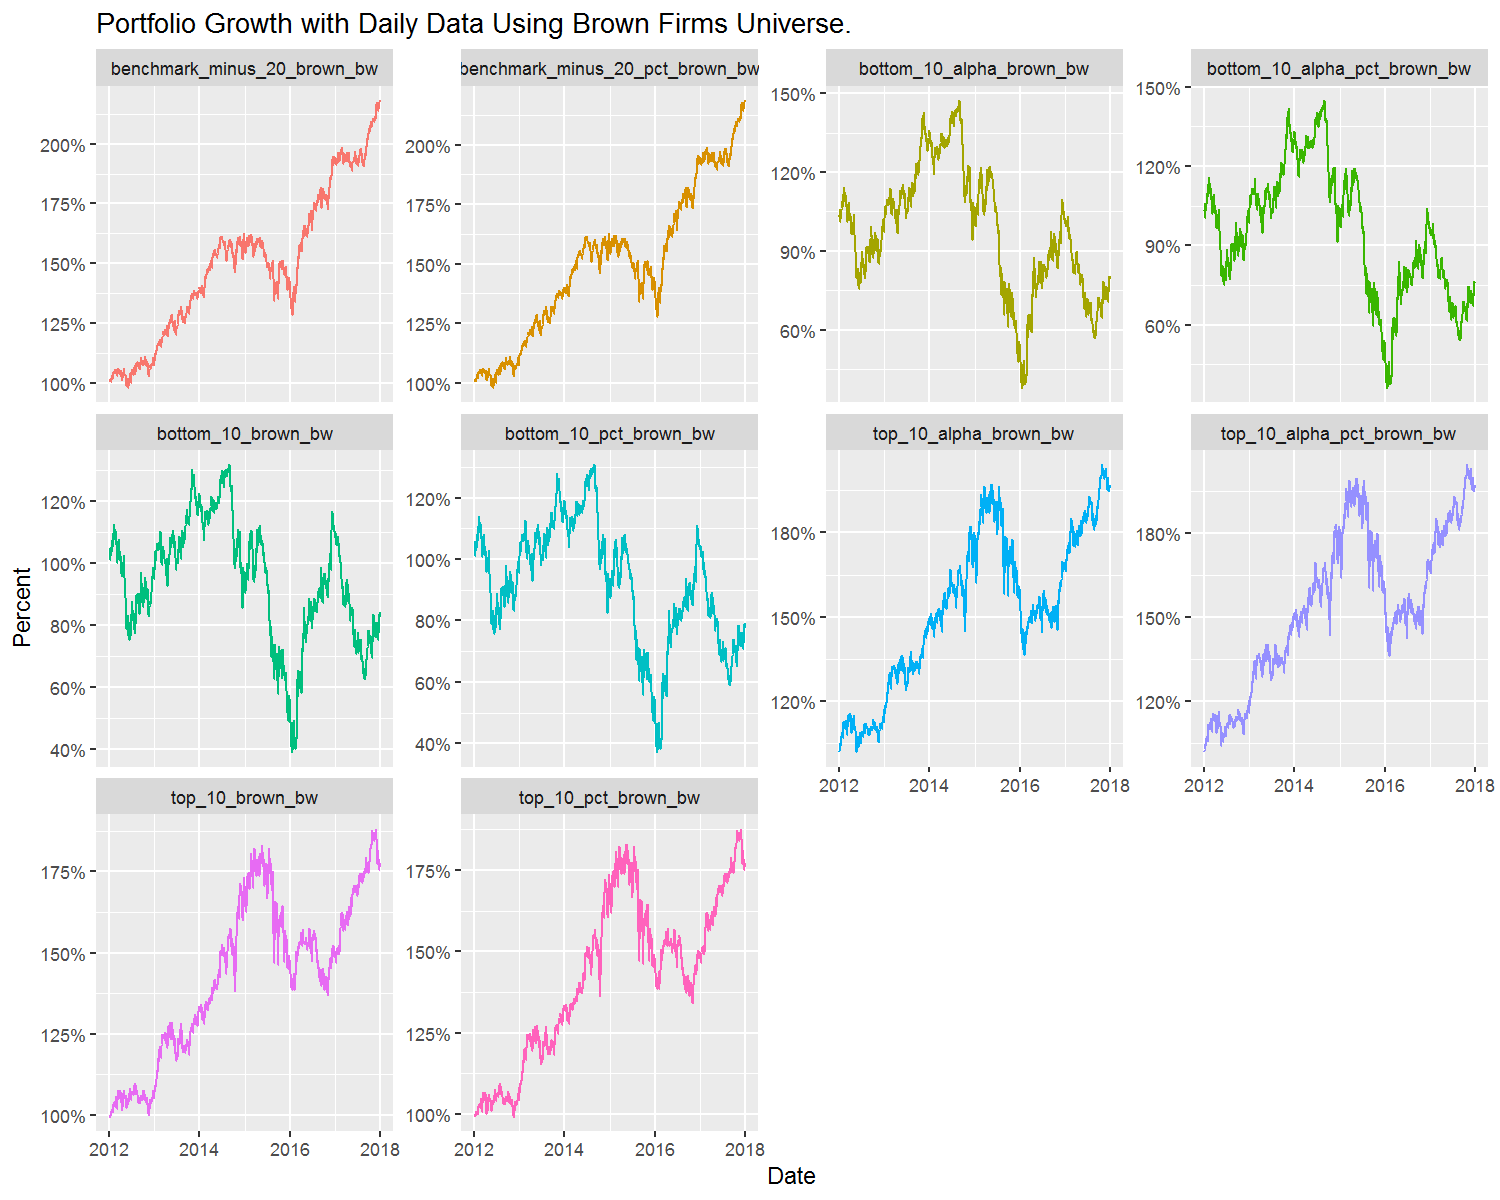 Portfolio Growth with Daily Data Using Brown Firms Universe.
benchmark_minus_20_brown_bw
benchmark_minus_20_pct_brown_bw
bottom_10_alpha_brown_bw
bottom_10_alpha_pct_brown_bw
200%
175%
150%
125%
100%
200%
175%
150%
125%
100%
150%
120%
90%
60%
150%
120%
90%
60%
bottom_10_brown_bw
bottom_10_pct_brown_bw
top_10_alpha_brown_bw
top_10_alpha_pct_brown_bw
120%
100%
80%
60%
40%
120%
100%
80%
60%
40%
180%
150%
120%
2012 2014 2016 2018
180%
150%
120%
2012 2014 2016 2018
top_10_brown_bw
top_10_pct_brown_bw
175%
150%
125%
100%
2012 2014 2016 2018
175%
150%
125%
100%
2012 2014 2016 2018
Percent
Date